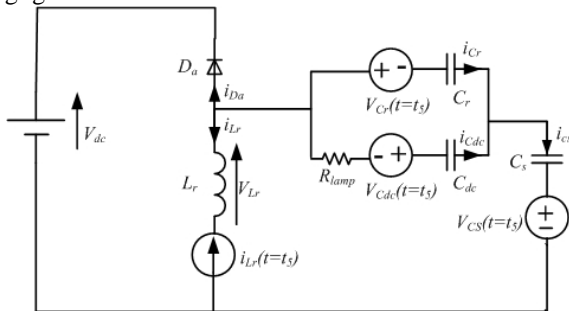 i_Cr
D_a
+ -
i_Da
V_Cr(t=t_5)
C_r
i_Lr
V_dc
i_Cdc
- +
C_s
R_lamp
L_r
V_Lr
V_Cdc(t=t_5)
C_dc
V_CS(t=t_5)
+
-
i_Lr(t=t_5)